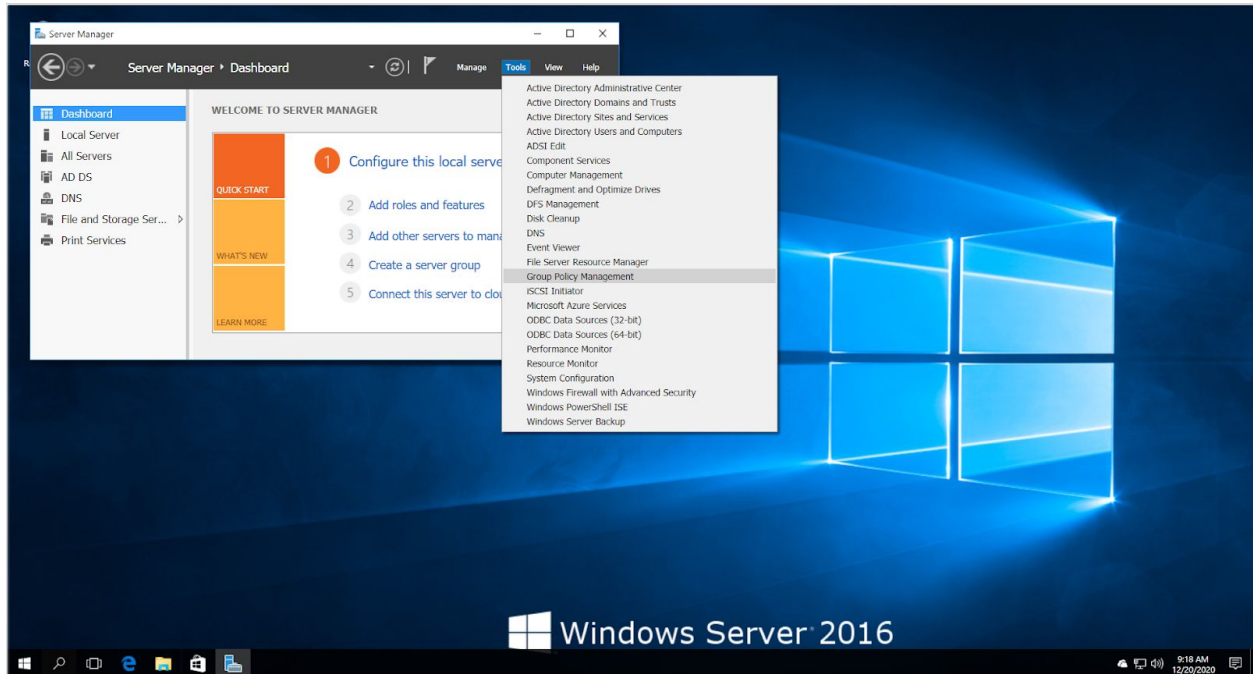 Server Manager
Server Manager • Dashboard
Manage Tools View Help
Dashboard
Local Server
All Servers
AD DS
DNS
File and Storage Ser...
Print Services
WELCOME TO SERVER MANAGER
QUICK START
WHAT'S NEW
LEARN MORE
1 Configure this local serve
2 Add roles and features
3 Add other servers to mana
4 Create a server group
5 Connect this server to clou
Active Directory Administrative Center
Active Directory Domains and Trusts
Active Directory Sites and Services
Active Directory Users and Computers
ADSI Edit
Component Services
Computer Management
Defragment and Optimize Drives
DFS Management
Disk Cleanup
DNS
Event Viewer
File Server Resource Manager
Group Policy Management
iSCSI Initiator
Microsoft Azure Services
ODBC Data Sources (32-bit)
ODBC Data Sources (64-bit)
Performance Monitor
Resource Monitor
System Configuration
Windows Firewall with Advanced Security
Windows PowerShell ISE
Windows Server Backup
Windows Server 2016
9:18 AM
12/20/2020